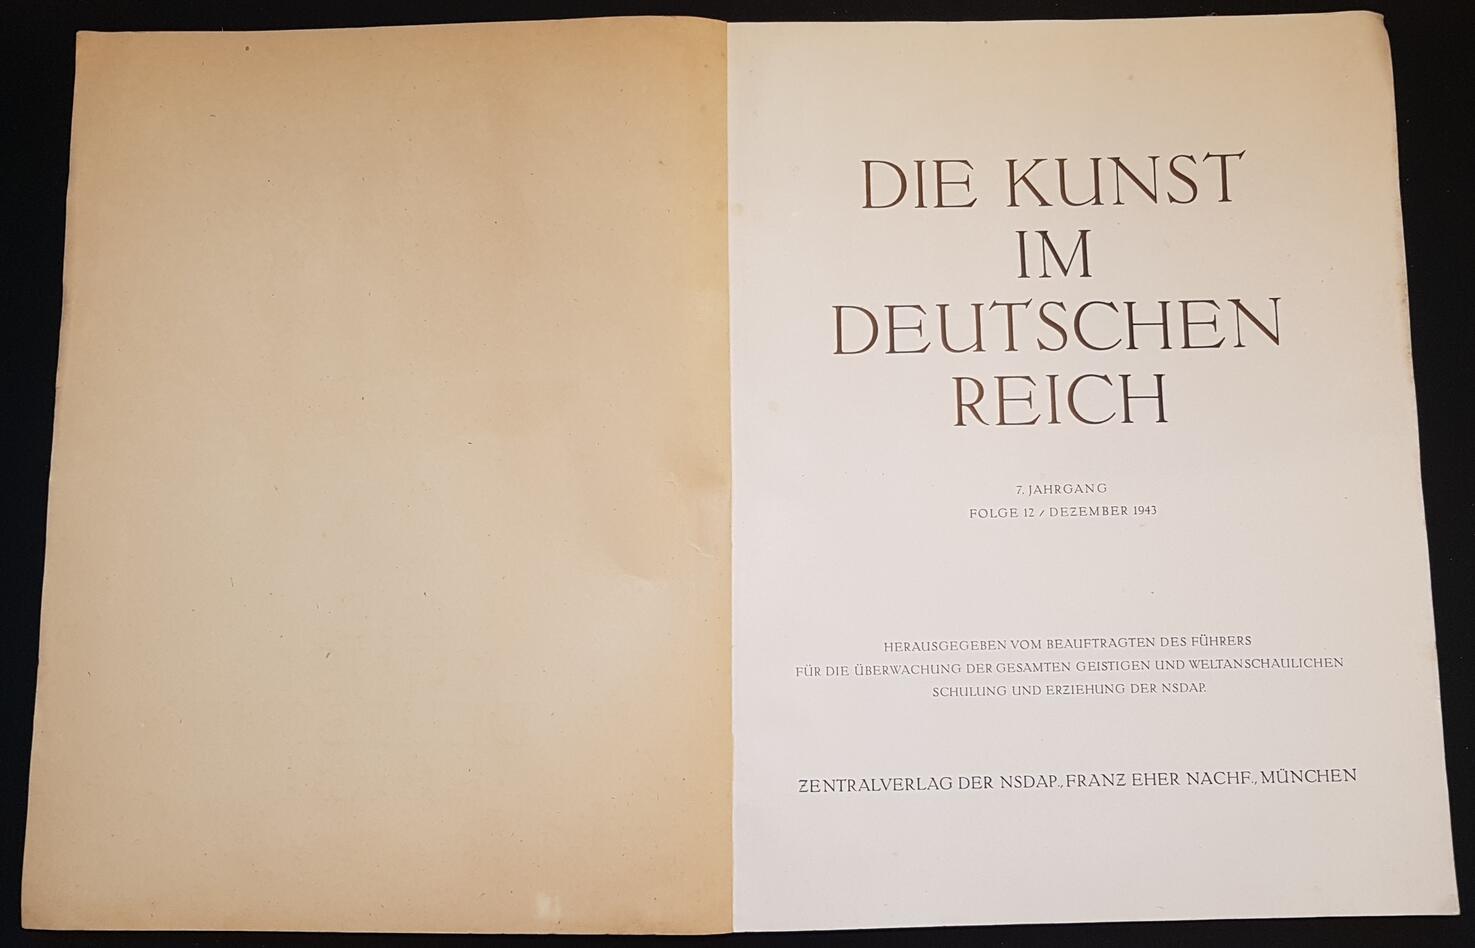 DIE KUNST
IM
DEUTSCHEN
REICH
7. JAHRGANG
FOLGE 12 / DEZEMBER 1943
HERAUSGEGEBEN VOM BEAUFTRAGTEN DES FÜHRERS
FÜR DIE ÜBERWACHUNG DER GESAMTEN GEISTIGEN UND WELTANSCHAULICHEN
SCHULUNG UND ERZIEHUNG DER NSDAP.
ZENTRALVERLAG DER NSDAP., FRANZ EHER NACHF., MÜNCHEN